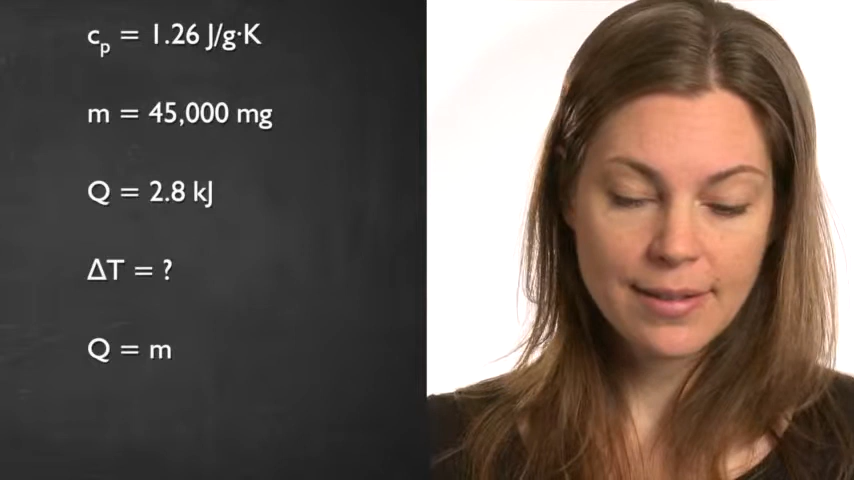 cp = 1.26 J/g·K
m = 45,000 mg
Q = 2.8 kJ
ΔT = ?
Q = m